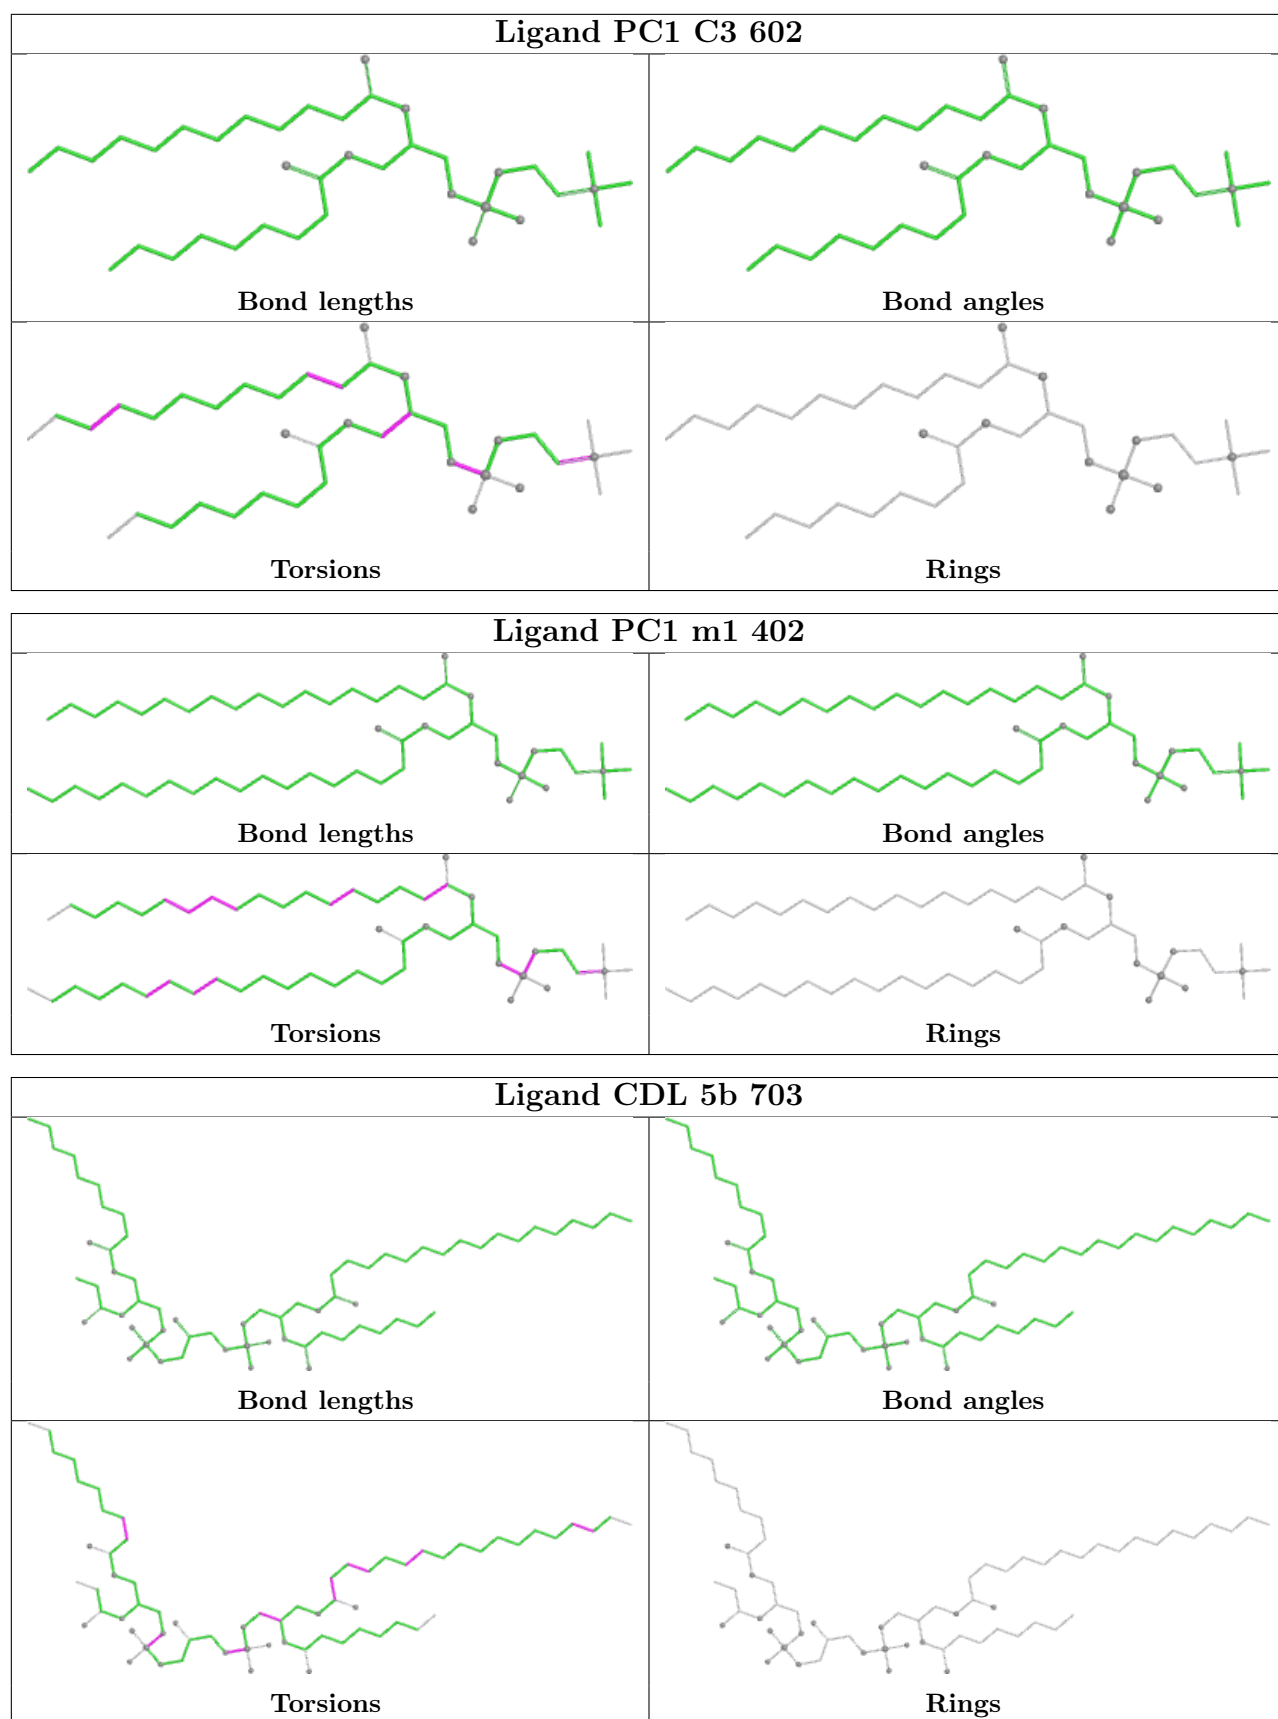 Ligand PC1 C3 602
Bond lengths
Bond angles
Torsions
Rings
Ligand PC1 m1 402
Bond lengths
Bond angles
Torsions
Rings
Ligand CDL 5b 703
Bond lengths
Bond angles
Torsions
Rings